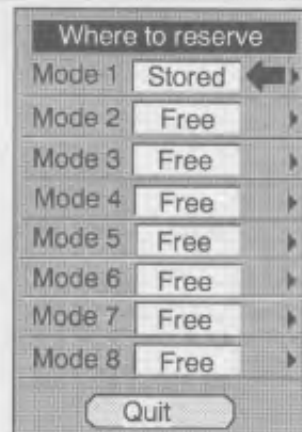 Where to reserve
Mode 1 Stored
Mode 2 Free
Mode 3 Free
Mode 4 Free
Mode 5 Free
Mode 6 Free
Mode 7 Free
Mode 8 Free
Quit